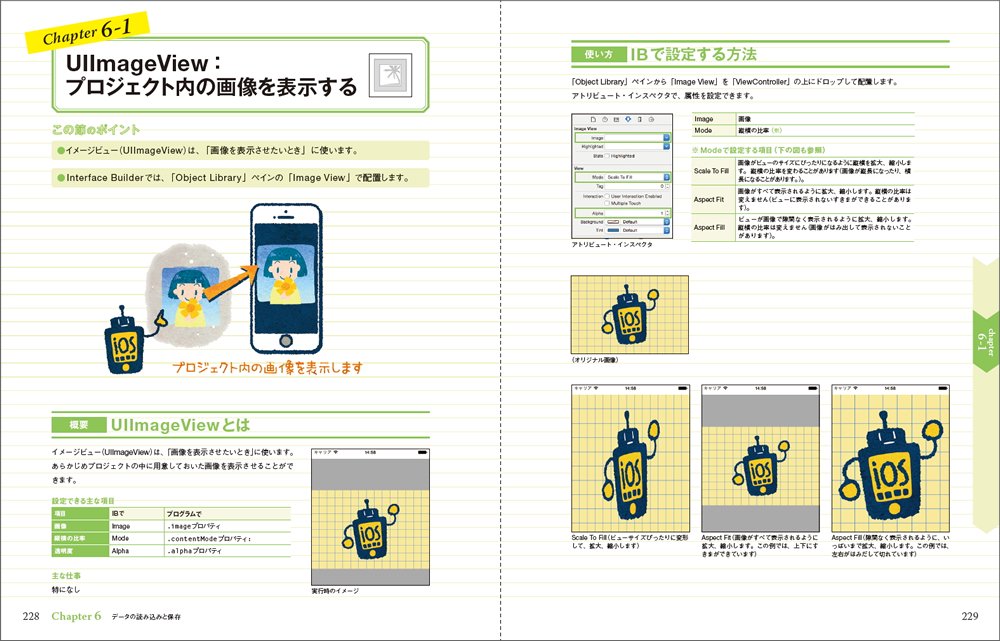 Chapter 6-1
UIImageView：
プロジェクト内の画像を表示する
この節のポイント
●イメージビュー（UIImageView）は、「画像を表示させたいとき」に使います。
●Interface Builderでは、「Object Library」ペインの「Image View」で配置します。
iOS
プロジェクト内の画像を表示します
概要 UIImageViewとは
イメージビュー（UIImageView）は、「画像を表示させたいとき」に使います。
あらかじめプロジェクトの中に用意しておいた画像を表示させることがで
きます。
設定できる主な項目
項目 IBで プログラムで
画像 Image .imageプロパティ
縦横の比率 Mode .contentModeプロパティ:
透明度 Alpha .alphaプロパティ
主な仕事
特になし
キャリア 14:58
iOS
実行時のイメージ
228 Chapter 6 データの読み込みと保存
使い方 IBで設定する方法
「Object Library」ペインから「Image View」を「ViewController」の上にドロップして配置します。
アトリビュート・インスペクタで、属性を設定できます。
Image View
Image
Highlighted
State Highlighted
View
Mode Scale To Fill
Tag 0
Interaction User Interaction Enabled
Multiple Touch
Alpha 1
Background Default
Tint Default
アトリビュート・インスペクタ
Image 画像
Mode 縦横の比率（※）
※ Modeで設定する項目（下の図も参照）
Scale To Fill 画像がビューのサイズにぴったりになるように縦横を拡大、縮小しま
す。縦横の比率を変わることがあります（画像が縦長になったり、横
長になることがあります。）。
Aspect Fit 画像がすべて表示されるように拡大、縮小します。縦横の比率は
変えません（ビューに表示されないすきまができることがありま
す）。
Aspect Fill ビューが画像で隙間なく表示されるように拡大、縮小します。
縦横の比率は変えません（画像がはみ出して表示されないこと
があります）。
iOS
（オリジナル画像）
キャリア 14:58
iOS
Scale To Fill（ビューサイズぴったりに変形
して、拡大、縮小します）
キャリア 14:58
iOS
Aspect Fit（画像がすべて表示されるように
拡大、縮小します。この例では、上下にす
きまができています）
キャリア 14:58
iOS
Aspect Fill（隙間なく表示されるように、い
っぱいまで拡大、縮小します。この例では、
左右がはみだして切れています）
chapter
6-1
229